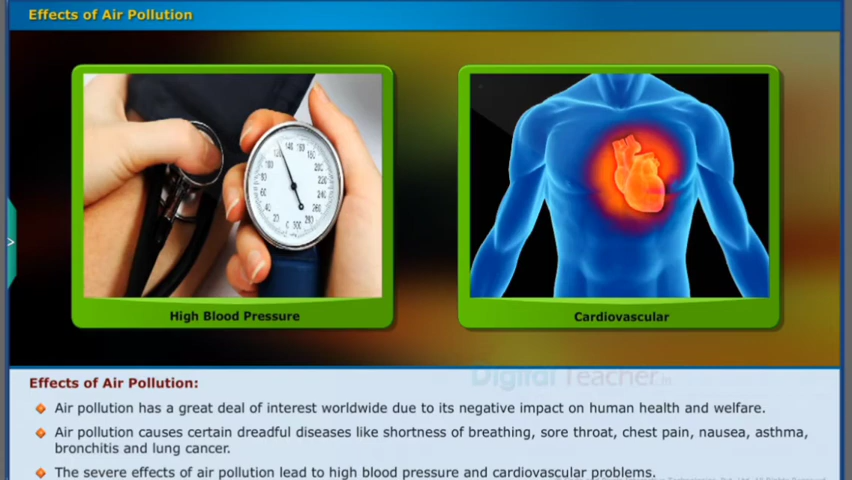 Effects of Air Pollution
High Blood Pressure
Cardiovascular
Digital Teacher.in
Effects of Air Pollution:
Air pollution has a great deal of interest worldwide due to its negative impact on human health and welfare.
Air pollution causes certain dreadful diseases like shortness of breathing, sore throat, chest pain, nausea, asthma,
bronchitis and lung cancer.
The severe effects of air pollution lead to high blood pressure and cardiovascular problems.